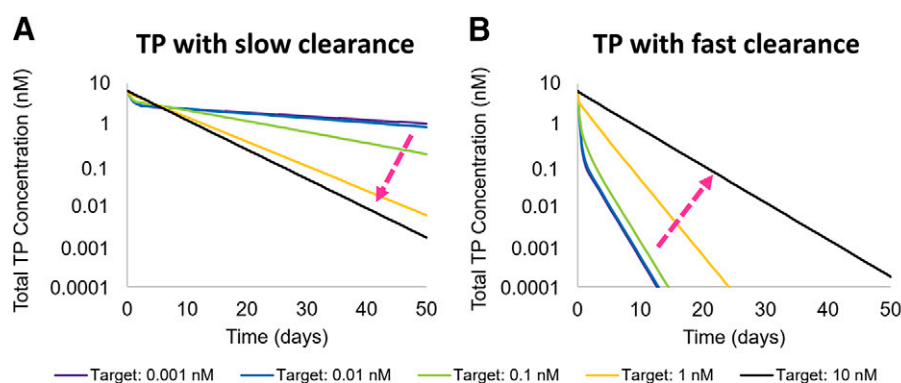 A
TP with slow clearance
Total TP Concentration (nM)
10
1
0.1
0.01
0.001
0.0001
0 10 20 30 40 50
Time (days)
B
TP with fast clearance
Total TP Concentration (nM)
10
1
0.1
0.01
0.001
0.0001
0 10 20 30 40 50
Time (days)
Target: 0.001 nM Target: 0.01 nM Target: 0.1 nM Target: 1 nM Target: 10 nM